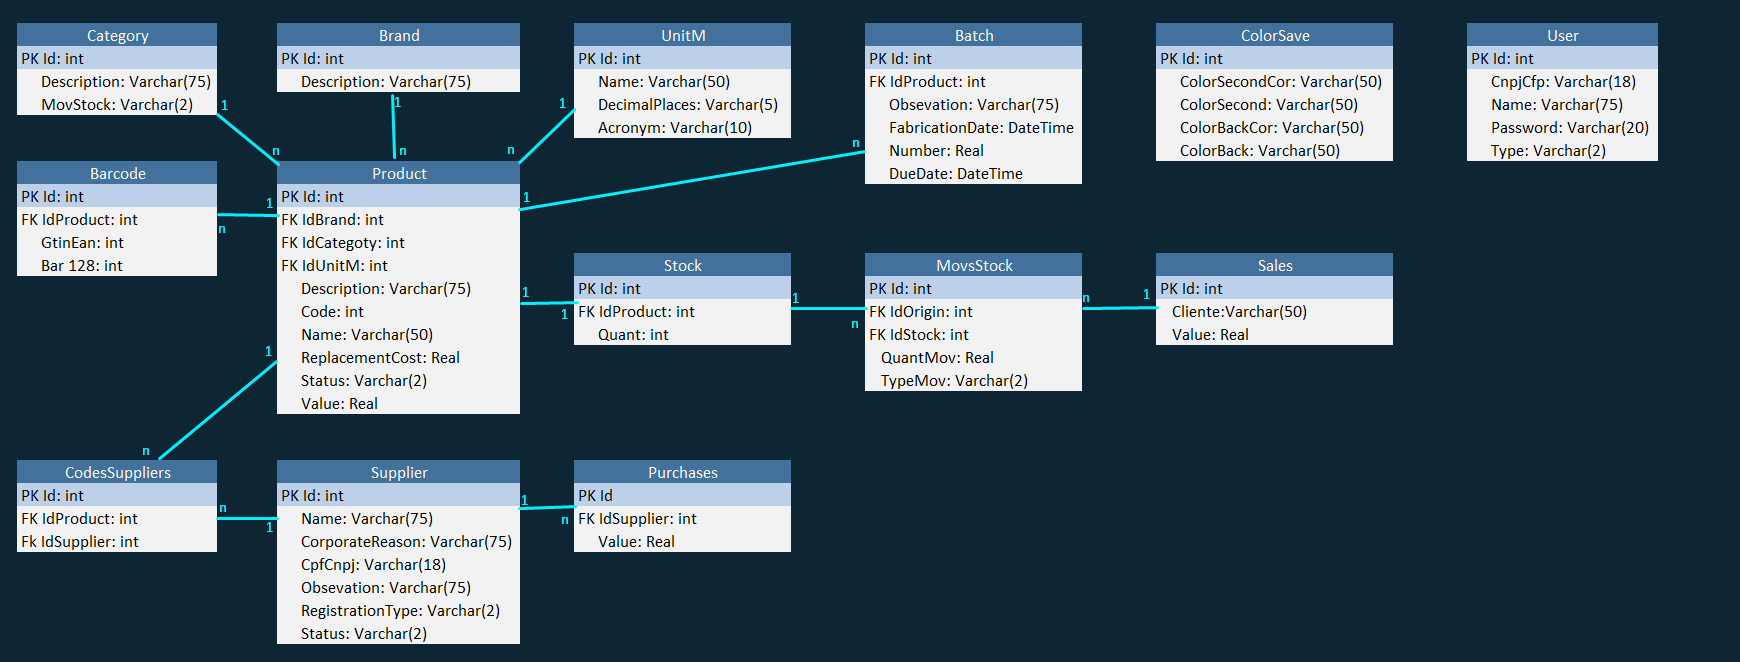 Category
PK Id: int
Description: Varchar(75)
MovStock: Varchar(2)
Brand
PK Id: int
Description: Varchar(75)
UnitM
PK Id: int
Name: Varchar(50)
DecimalPlaces: Varchar(5)
Acronym: Varchar(10)
Batch
PK Id: int
FK IdProduct: int
Obsevation: Varchar(75)
FabricationDate: DateTime
Number: Real
DueDate: DateTime
ColorSave
PK Id: int
ColorSecondCor: Varchar(50)
ColorSecond: Varchar(50)
ColorBackCor: Varchar(50)
ColorBack: Varchar(50)
User
PK Id: int
CnpjCfp: Varchar(18)
Name: Varchar(75)
Password: Varchar(20)
Type: Varchar(2)
1
n
1
n
1
n
n
1
Barcode
PK Id: int
FK IdProduct: int
GtinEan: int
Bar 128: int
1
n
Product
PK Id: int
FK IdBrand: int
FK IdCategoty: int
FK IdUnitM: int
Description: Varchar(75)
Code: int
Name: Varchar(50)
ReplacementCost: Real
Status: Varchar(2)
Value: Real
1
1
Stock
PK Id: int
FK IdProduct: int
Quant: int
1
n
MovsStock
PK Id: int
FK IdOrigin: int
FK IdStock: int
QuantMov: Real
TypeMov: Varchar(2)
n
1
Sales
PK Id: int
Cliente:Varchar(50)
Value: Real
1
n
CodesSuppliers
PK Id: int
FK IdProduct: int
Fk IdSupplier: int
n
1
Supplier
PK Id: int
Name: Varchar(75)
CorporateReason: Varchar(75)
CpfCnpj: Varchar(18)
Obsevation: Varchar(75)
RegistrationType: Varchar(2)
Status: Varchar(2)
1
n
Purchases
PK Id
FK IdSupplier: int
Value: Real